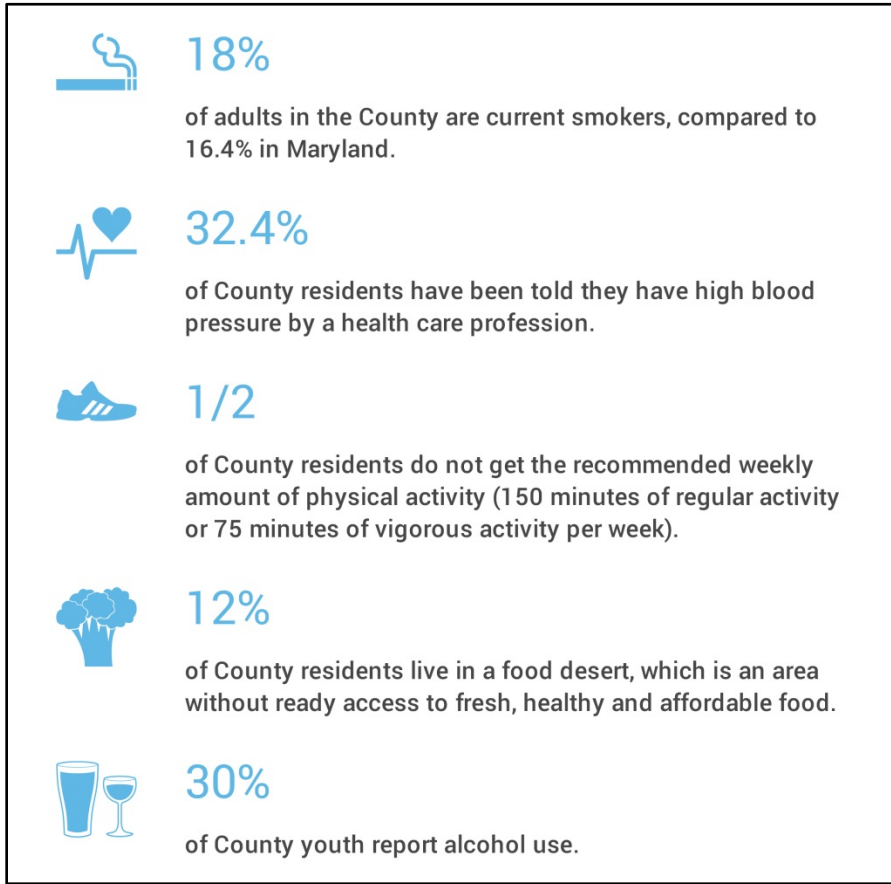 18%
of adults in the County are current smokers, compared to
16.4% in Maryland.
32.4%
of County residents have been told they have high blood
pressure by a health care profession.
1/2
of County residents do not get the recommended weekly
amount of physical activity (150 minutes of regular activity
or 75 minutes of vigorous activity per week).
12%
of County residents live in a food desert, which is an area
without ready access to fresh, healthy and affordable food.
30%
of County youth report alcohol use.